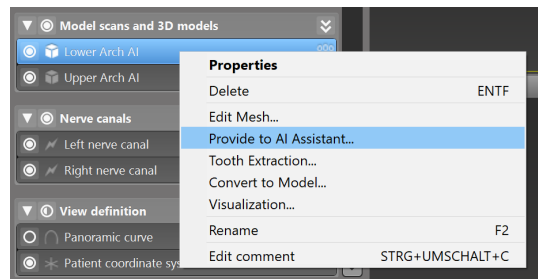 Model scans and 3D models
Lower Arch AI
Upper Arch AI
Nerve canals
Left nerve canal
Right nerve canal
View definition
Panoramic curve
Patient coordinate sys
Properties
Delete ENTF
Edit Mesh...
Provide to AI Assistant...
Tooth Extraction...
Convert to Model...
Visualization...
Rename F2
Edit comment STRG+UMSCHALT+C